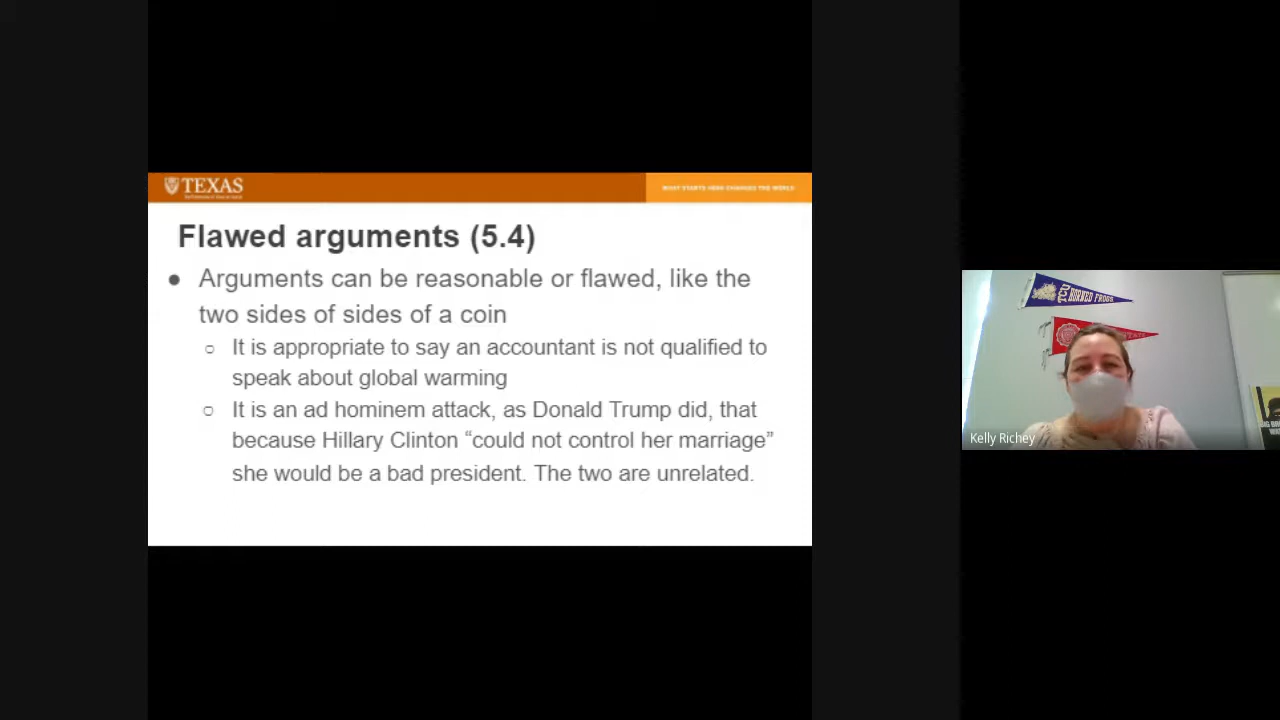 TEXAS
WHAT STARTS HERE CHANGES THE WORLD
Flawed arguments (5.4)
● Arguments can be reasonable or flawed, like the
two sides of sides of a coin
○ It is appropriate to say an accountant is not qualified to
speak about global warming
○ It is an ad hominem attack, as Donald Trump did, that
because Hillary Clinton “could not control her marriage”
she would be a bad president. The two are unrelated.
TCU HORNED FROGS
Kelly Richey